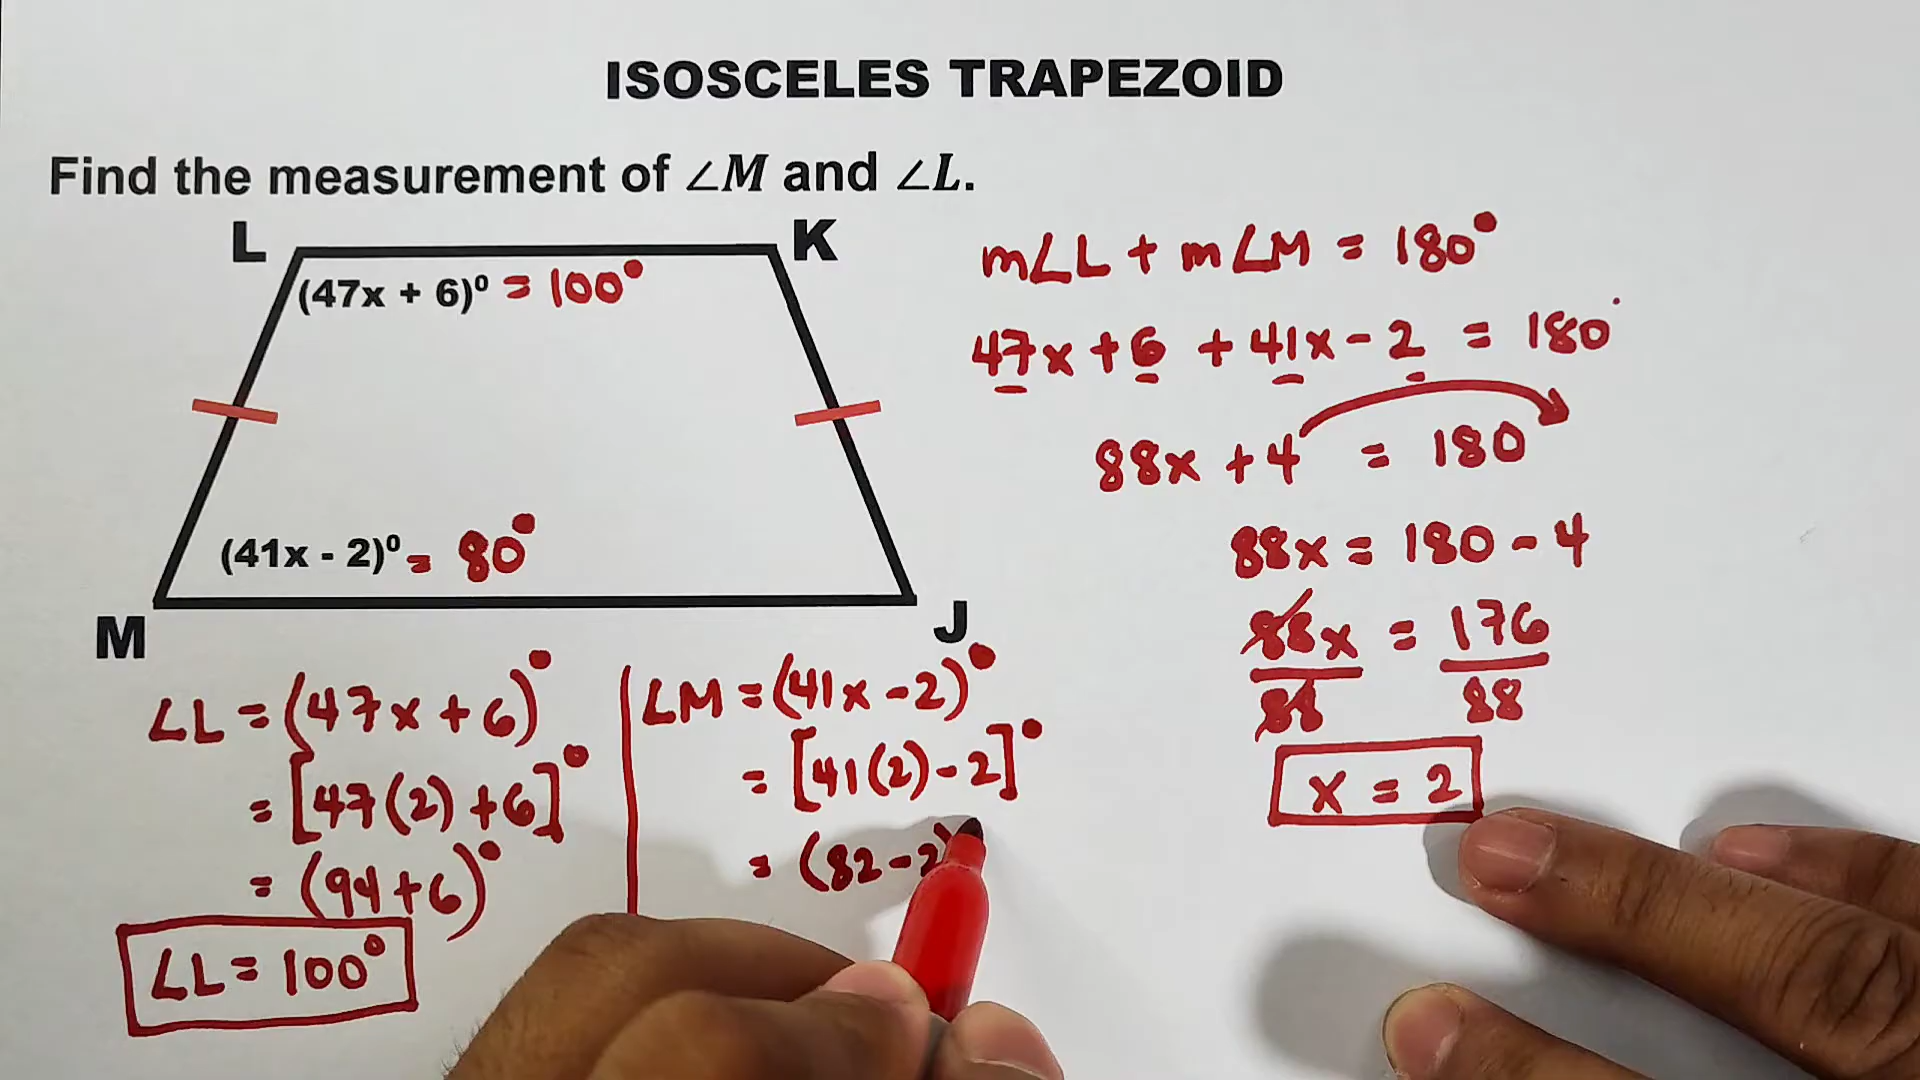 ISOSCELES TRAPEZOID
Find the measurement of ∠M and ∠L.
L
K
(47x + 6)⁰ = 100°
(41x - 2)⁰ = 80°
M
J
m∠L + m∠M = 180°
47x + 6 + 41x - 2 = 180
88x + 4 = 180
88x = 180 - 4
88x = 176
88 88
x = 2
∠L = (47x + 6)°
= [47(2) + 6]°
= (94 + 6)°
∠L = 100°
∠M = (41x - 2)°
= [41(2) - 2]°
= (82 - 2)